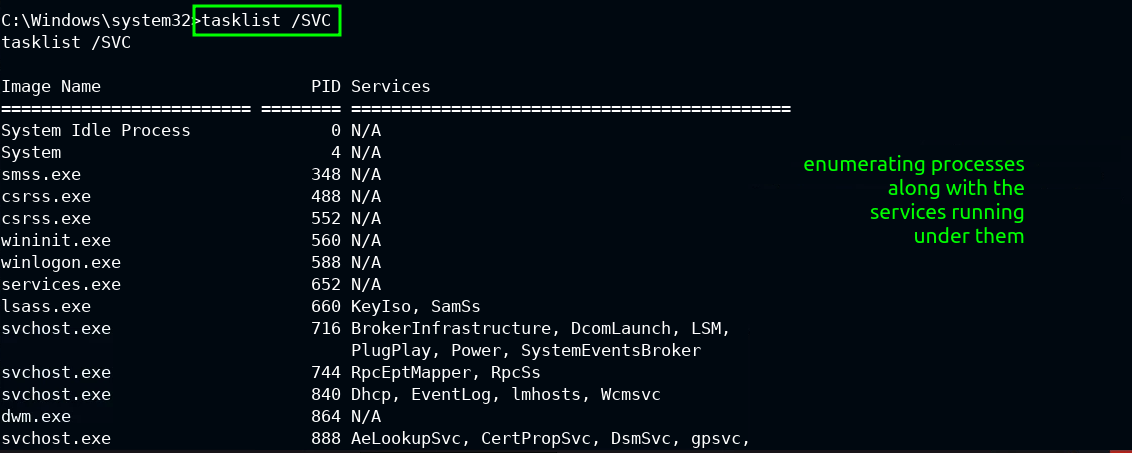 C:\Windows\system32>tasklist /SVC
tasklist /SVC
Image Name                     PID Services
========================= ======== ============================================
System Idle Process              0 N/A
System                           4 N/A
smss.exe                       348 N/A
csrss.exe                      488 N/A
csrss.exe                      552 N/A
wininit.exe                    560 N/A
winlogon.exe                   588 N/A
services.exe                   652 N/A
lsass.exe                      660 KeyIso, SamSs
svchost.exe                    716 BrokerInfrastructure, DcomLaunch, LSM,
                                   PlugPlay, Power, SystemEventsBroker
svchost.exe                    744 RpcEptMapper, RpcSs
svchost.exe                    840 Dhcp, EventLog, lmhosts, Wcmsvc
dwm.exe                        864 N/A
svchost.exe                    888 AeLookupSvc, CertPropSvc, DsmSvc, gpsvc,
enumerating processes
along with the
services running
under them